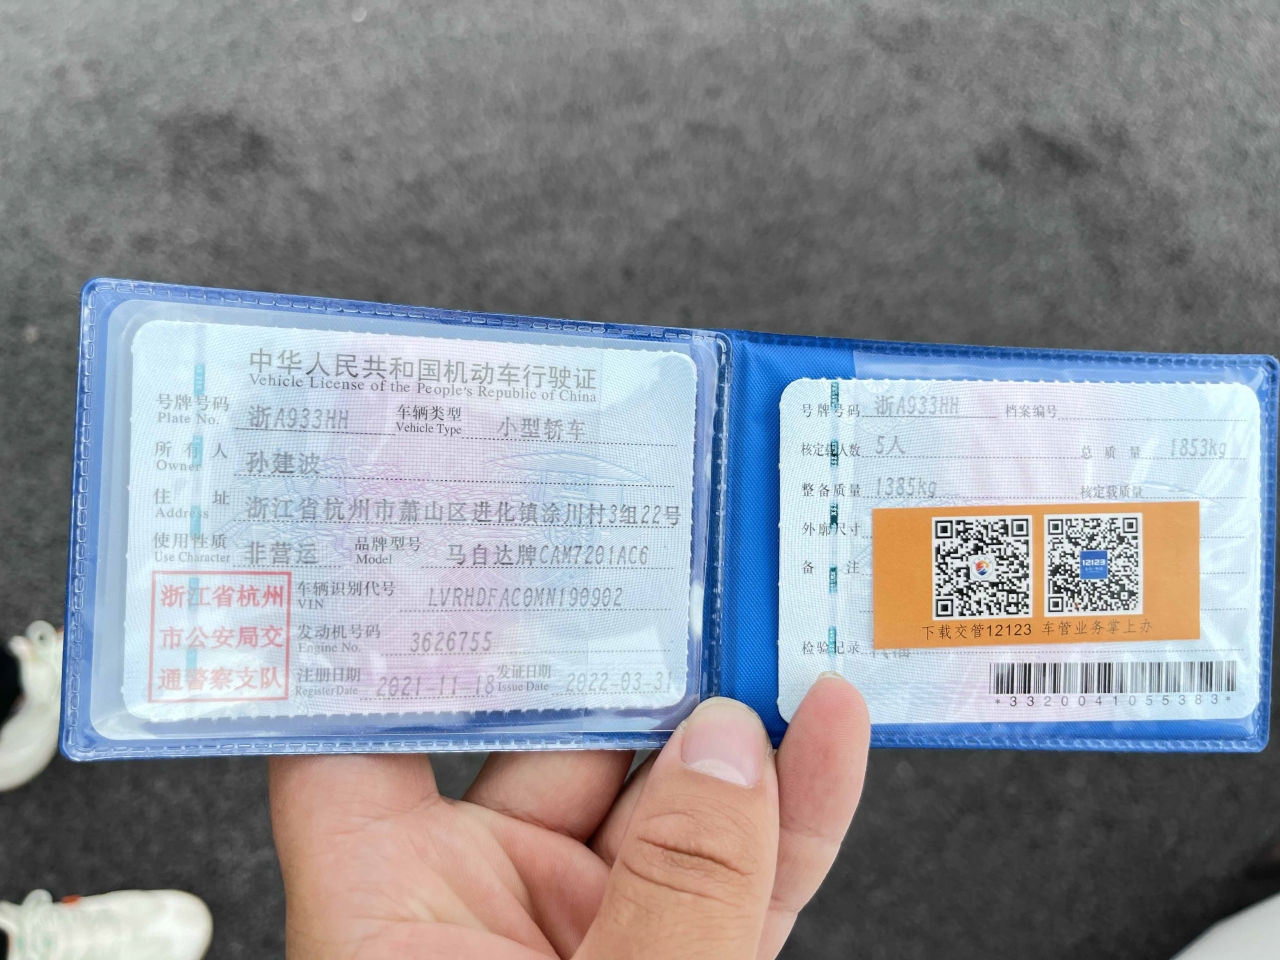 中华人民共和国机动车行驶证
Vehicle License of the People's Republic of China
号牌号码 浙A933HH 车辆类型 小型轿车
Plate No. Vehicle Type
所有人 孙建波
Owner
住址 浙江省杭州市萧山区进化镇涂川村3组22号
Address
使用性质 非营运 品牌型号 马自达牌CAM7201AC6
Use Character Model
浙江省杭州
市公安局交
通警察支队
车辆识别代号 LVRHDFAC0MN190902
VIN
发动机号码 3626755
Engine No.
注册日期 2021-11-18 发证日期 2022-03-31
Register Date Issue Date
号牌号码 浙A933HH 档案编号
核定载人数 5人 总质量 1853kg
整备质量 1385kg 核定载质量 --
外廓尺寸
备注
12123
下载交管12123 车管业务掌上办
检验记录
*3320041055383*